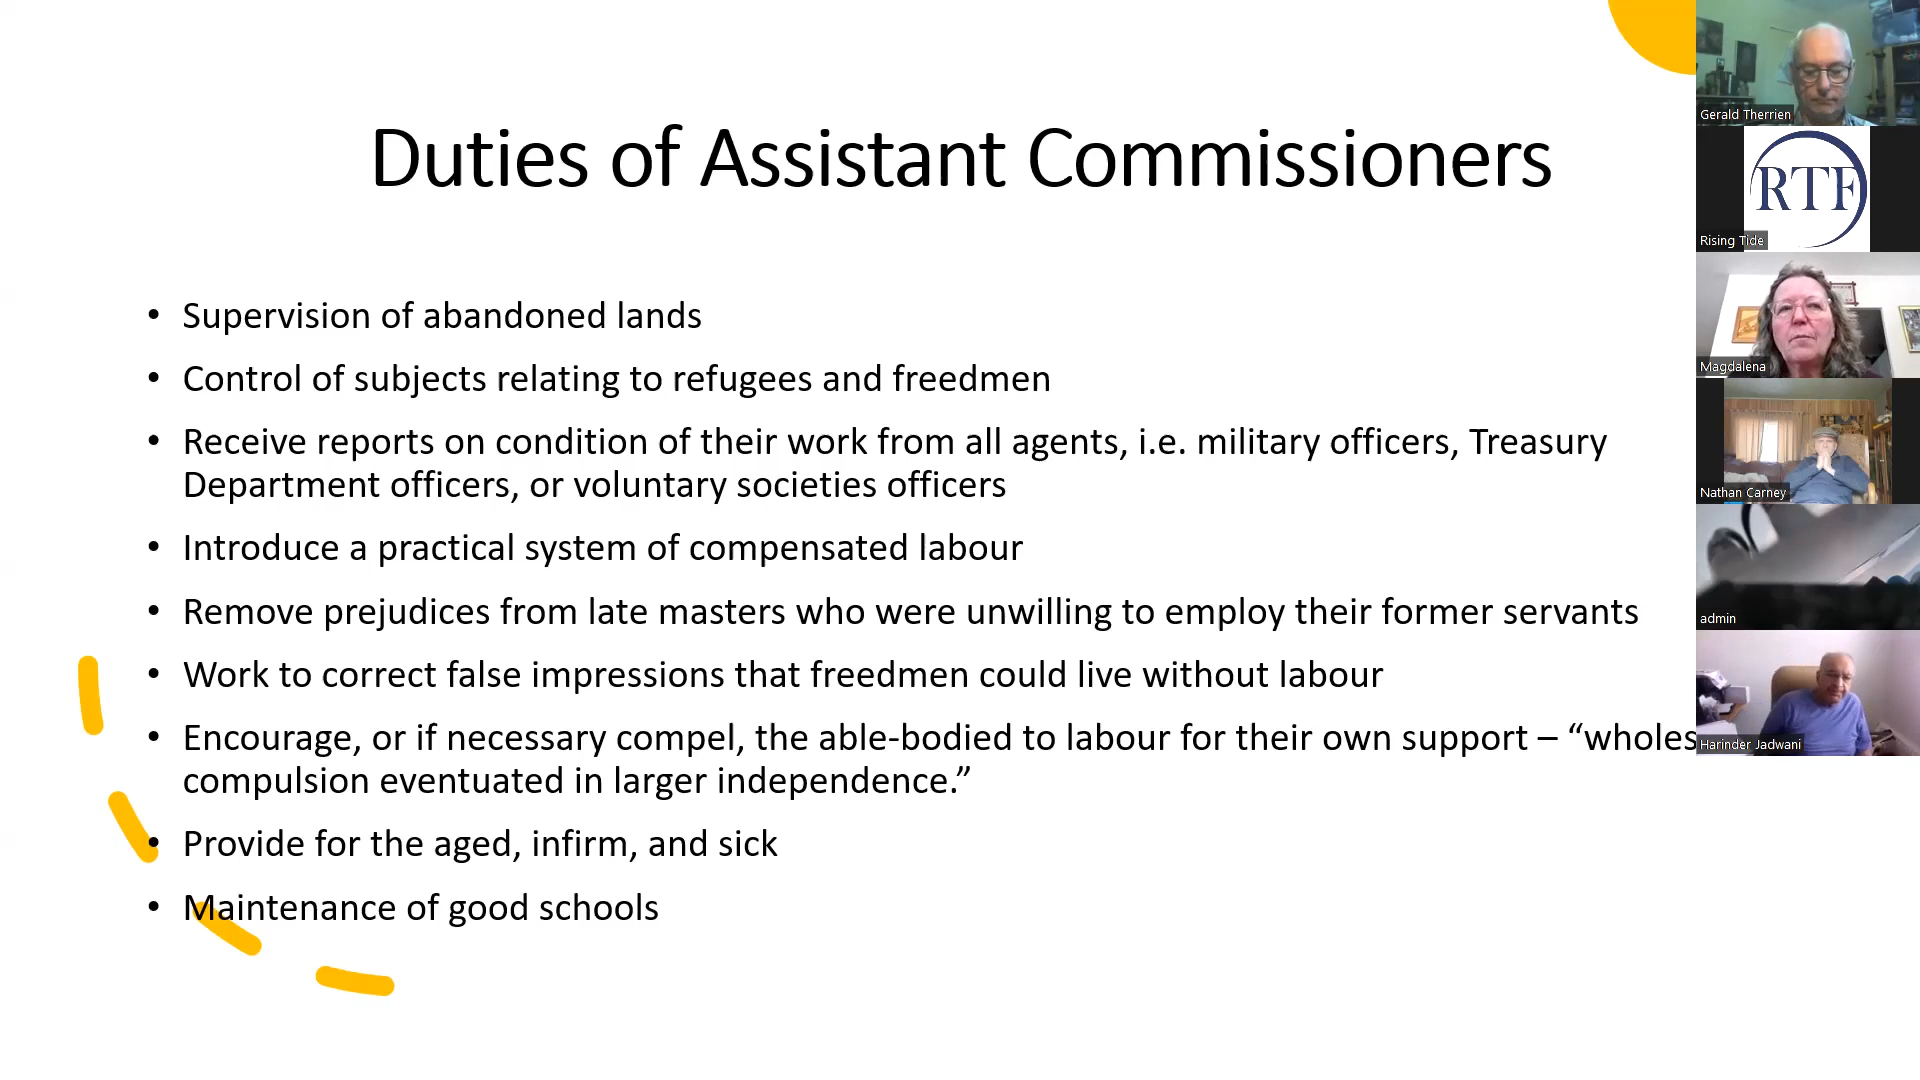 Duties of Assistant Commissioners
• Supervision of abandoned lands
• Control of subjects relating to refugees and freedmen
• Receive reports on condition of their work from all agents, i.e. military officers, Treasury
Department officers, or voluntary societies officers
• Introduce a practical system of compensated labour
• Remove prejudices from late masters who were unwilling to employ their former servants
• Work to correct false impressions that freedmen could live without labour
• Encourage, or if necessary compel, the able-bodied to labour for their own support – “wholes
compulsion eventuated in larger independence.”
• Provide for the aged, infirm, and sick
• Maintenance of good schools
Gerald Therrien
RTF
Rising Tide
Magdalena
Nathan Carney
admin
Harinder Jadwani